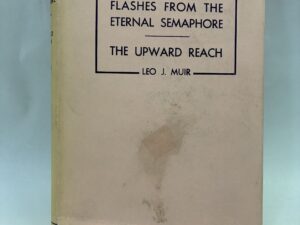 FLASHES FROM THE
ETERNAL SEMAPHORE
THE UPWARD REACH
LEO J. MUIR